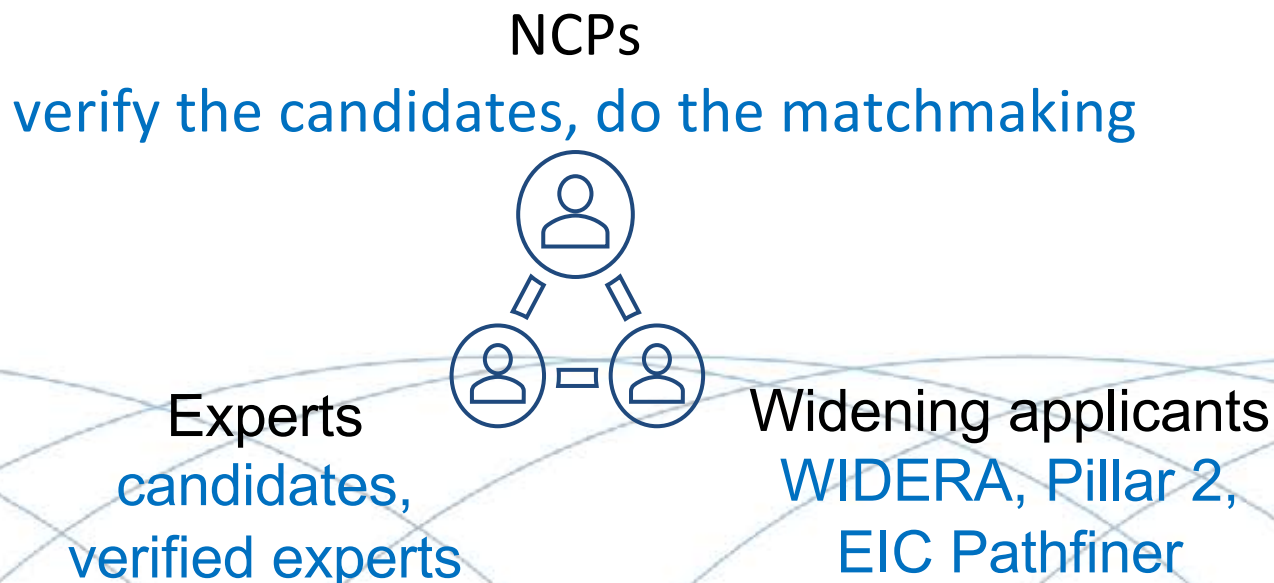 NCPs
verify the candidates, do the matchmaking
Experts
candidates,
verified experts
Widening applicants
WIDERA, Pillar 2,
EIC Pathfiner